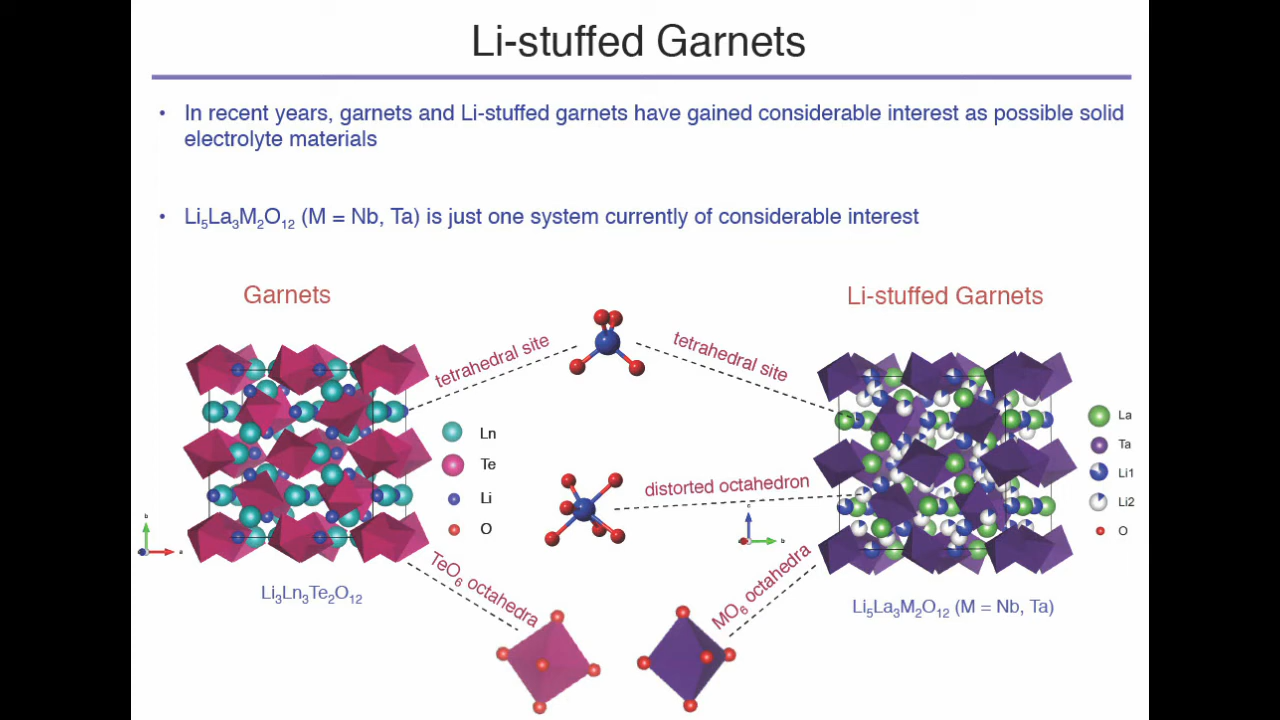 Li-stuffed Garnets
• In recent years, garnets and Li-stuffed garnets have gained considerable interest as possible solid
electrolyte materials
• Li₅La₃M₂O₁₂ (M = Nb, Ta) is just one system currently of considerable interest
Garnets
Li-stuffed Garnets
tetrahedral site
tetrahedral site
Ln
Te
Li
O
distorted octahedron
La
Ta
Li1
Li2
O
b
a
c
b
TeO₆ octahedra
MO₆ octahedra
Li₃Ln₃Te₂O₁₂
Li₅La₃M₂O₁₂ (M = Nb, Ta)